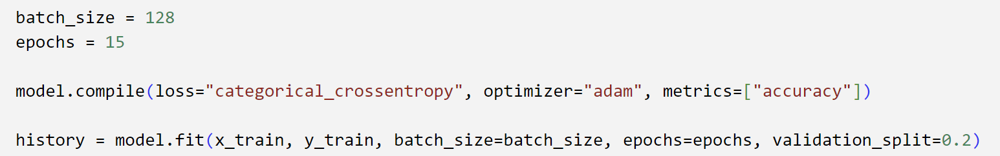 batch_size = 128
epochs = 15
model.compile(loss="categorical_crossentropy", optimizer="adam", metrics=["accuracy"])
history = model.fit(x_train, y_train, batch_size=batch_size, epochs=epochs, validation_split=0.2)